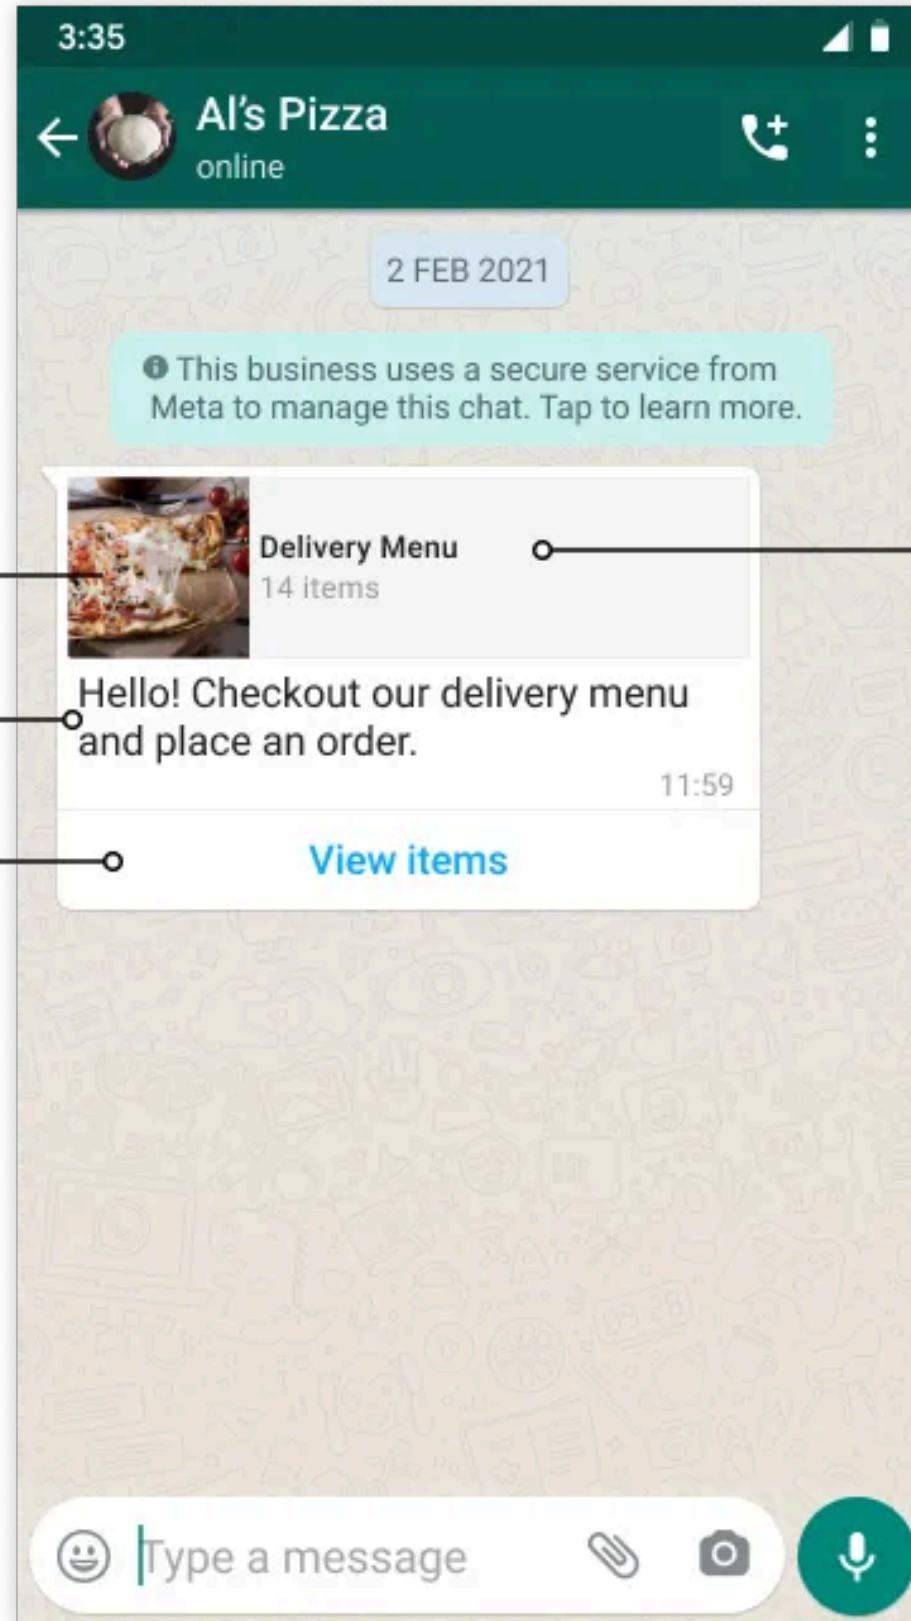 3:35
Al's Pizza
online
2 FEB 2021
This business uses a secure service from
Meta to manage this chat. Tap to learn more.
Delivery Menu
14 items
Hello! Checkout our delivery menu
and place an order.
11:59
View items
Type a message